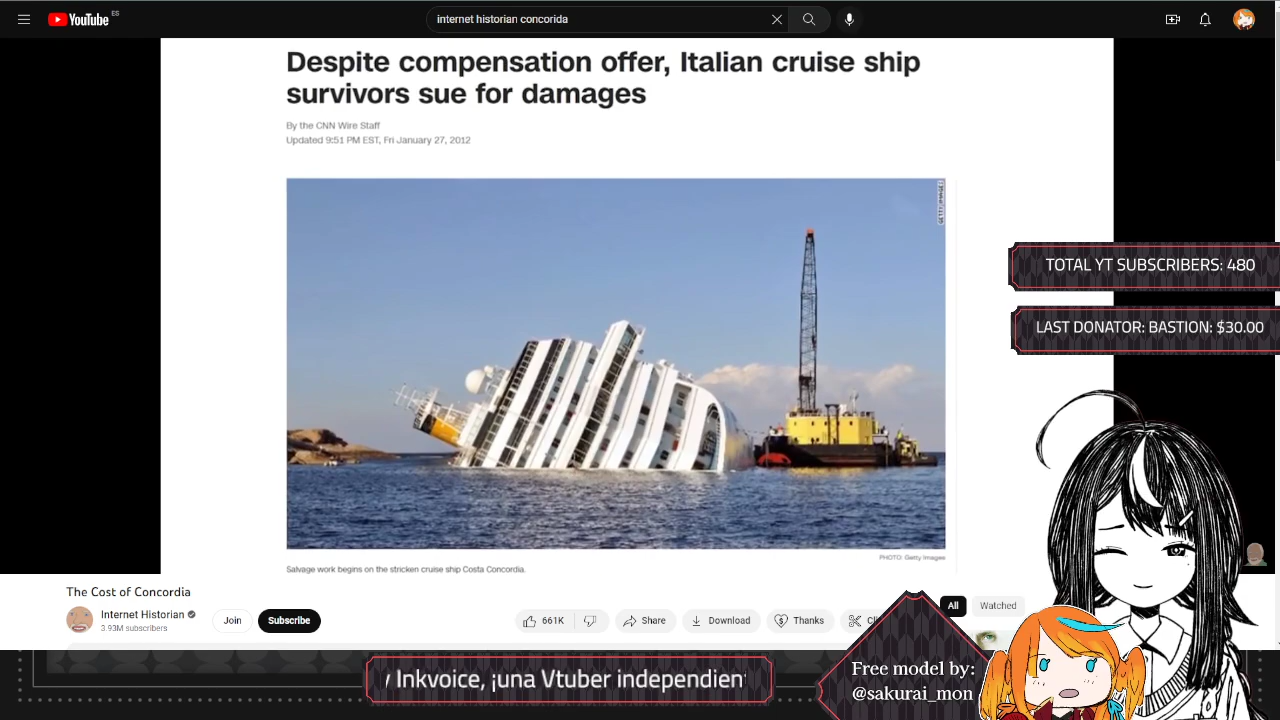 YouTube ES
internet historian concorida
Despite compensation offer, Italian cruise ship
survivors sue for damages
By the CNN Wire Staff
Updated 9:51 PM EST, Fri January 27, 2012
TOTAL YT SUBSCRIBERS: 480
LAST DONATOR: BASTION: $30.00
PHOTO: Getty Images
Salvage work begins on the stricken cruise ship Costa Concordia.
The Cost of Concordia
Internet Historian
3.93M subscribers
Join
Subscribe
661K
Share
Download
Thanks
All
Watched
Inkvoice, ¡una Vtuber independien
Free model by:
@sakurai_mon